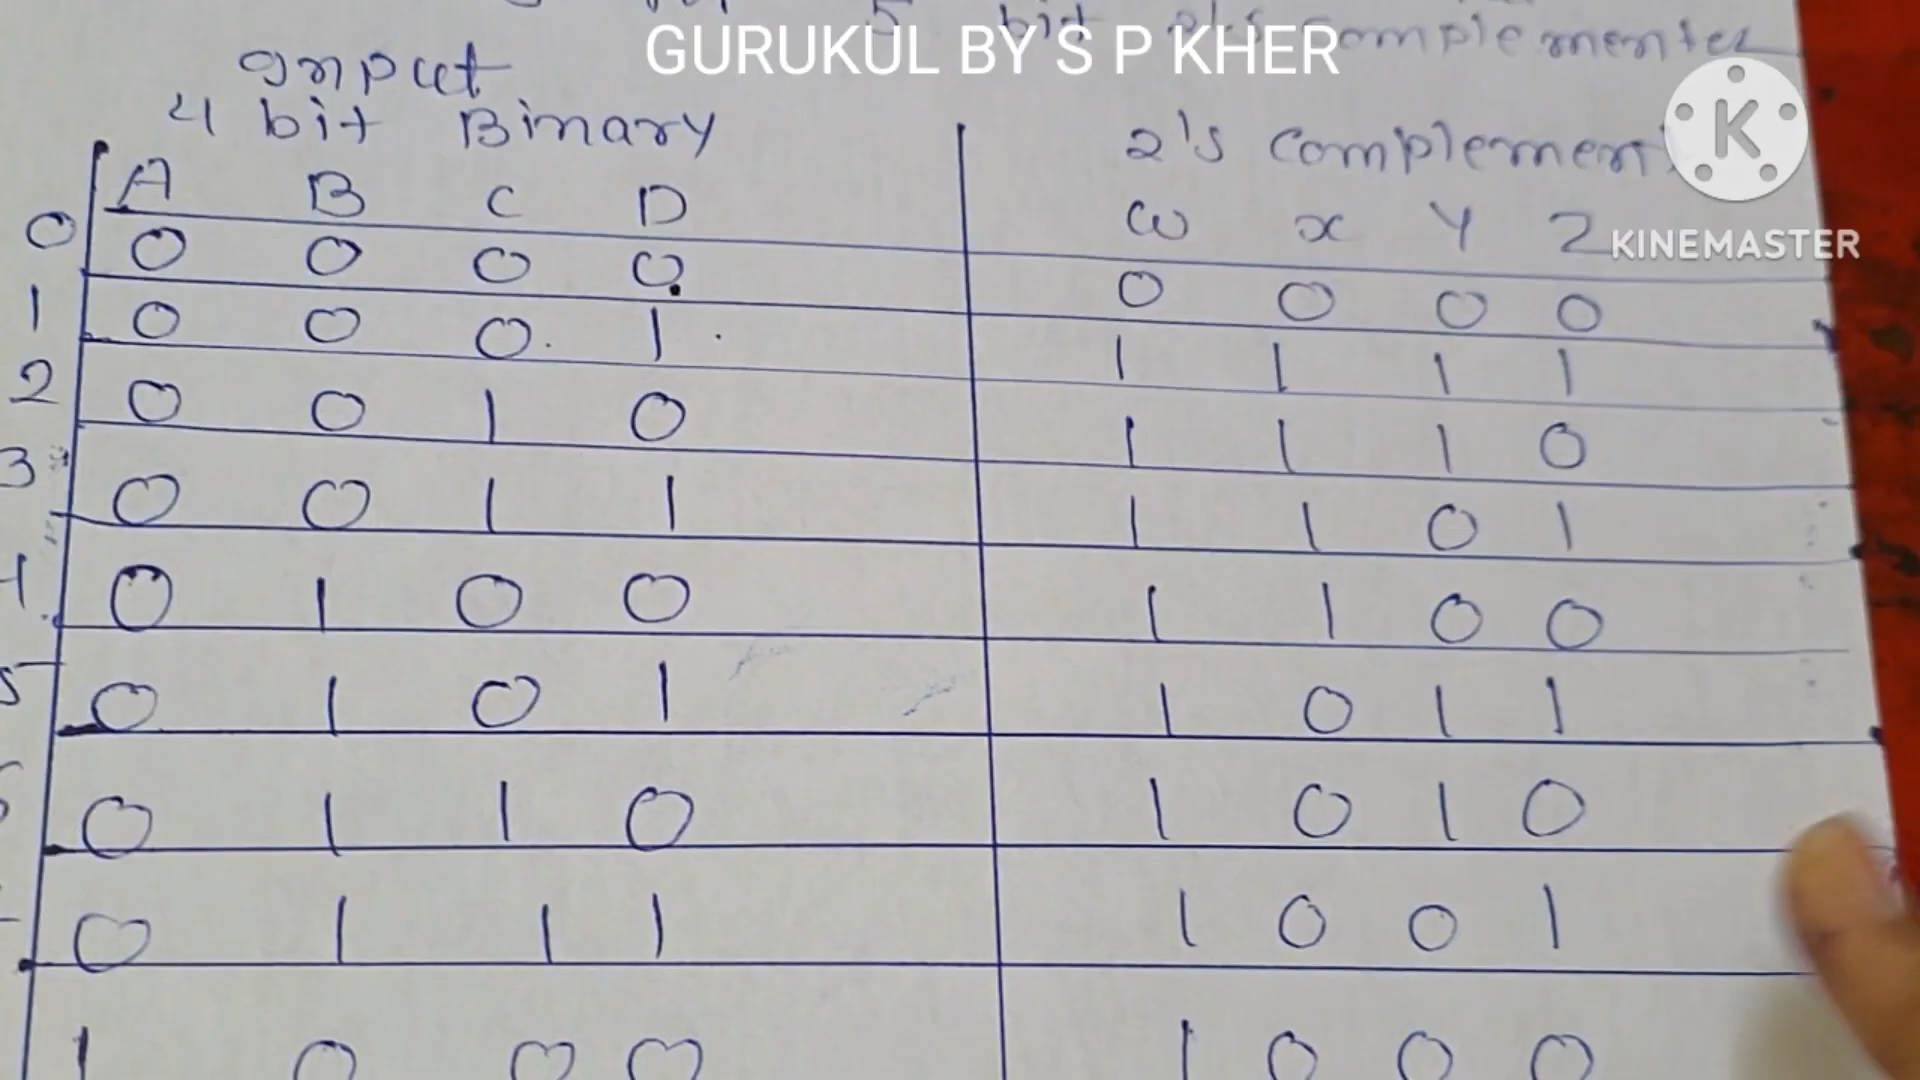 5 bit 2's complementer
GURUKUL BY S P KHER
Input
4 bit Binary
2's complement
K
KINEMASTER
A B C D W X Y Z
0 0 0 0 0 0 0 0 0
1 0 0 0 1 1 1 1 1
2 0 0 1 0 1 1 1 0
3 0 0 1 1 1 1 0 1
0 1 0 0 1 1 0 0
5 0 1 0 1 1 0 1 1
0 1 1 0 1 0 1 0
0 1 1 1 1 0 0 1
1 0 0 0 1 0 0 0